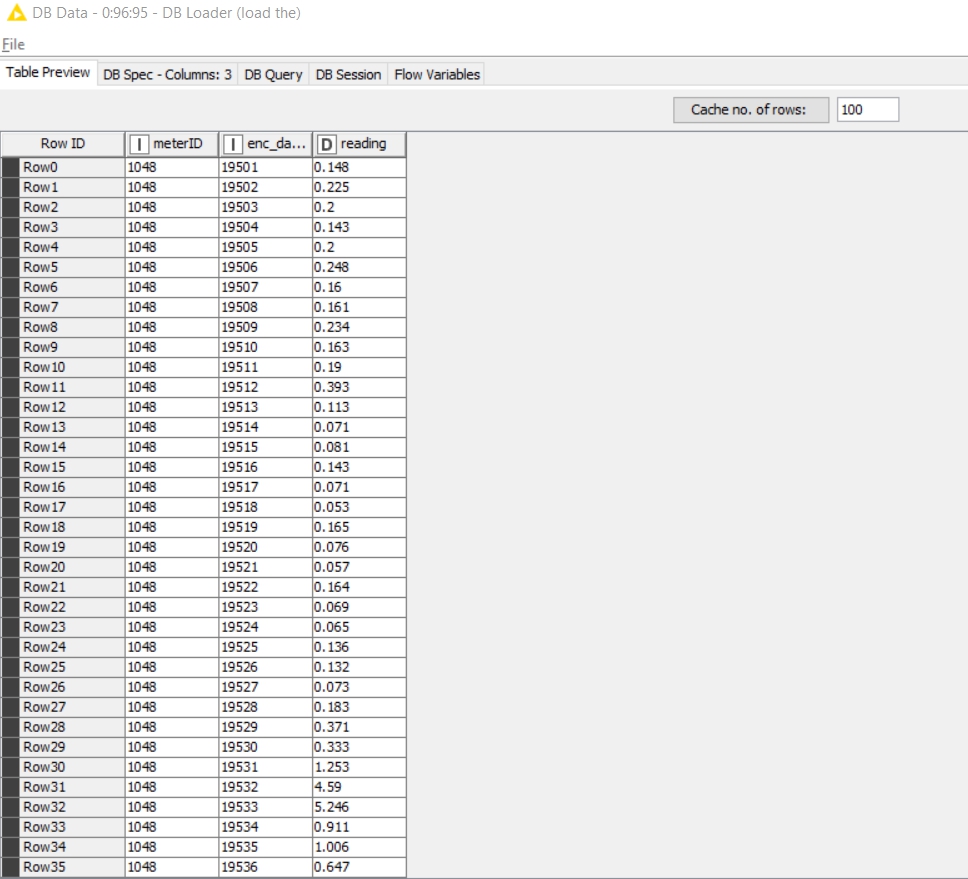 DB Data - 0:96:95 - DB Loader (load the)
File
Table Preview DB Spec - Columns: 3 DB Query DB Session Flow Variables
Cache no. of rows: 100
Row ID I meterID I enc_da... D reading
Row0 1048 19501 0.148
Row1 1048 19502 0.225
Row2 1048 19503 0.2
Row3 1048 19504 0.143
Row4 1048 19505 0.2
Row5 1048 19506 0.248
Row6 1048 19507 0.16
Row7 1048 19508 0.161
Row8 1048 19509 0.234
Row9 1048 19510 0.163
Row10 1048 19511 0.19
Row11 1048 19512 0.393
Row12 1048 19513 0.113
Row13 1048 19514 0.071
Row14 1048 19515 0.081
Row15 1048 19516 0.143
Row16 1048 19517 0.071
Row17 1048 19518 0.053
Row18 1048 19519 0.165
Row19 1048 19520 0.076
Row20 1048 19521 0.057
Row21 1048 19522 0.164
Row22 1048 19523 0.069
Row23 1048 19524 0.065
Row24 1048 19525 0.136
Row25 1048 19526 0.132
Row26 1048 19527 0.073
Row27 1048 19528 0.183
Row28 1048 19529 0.371
Row29 1048 19530 0.333
Row30 1048 19531 1.253
Row31 1048 19532 4.59
Row32 1048 19533 5.246
Row33 1048 19534 0.911
Row34 1048 19535 1.006
Row35 1048 19536 0.647